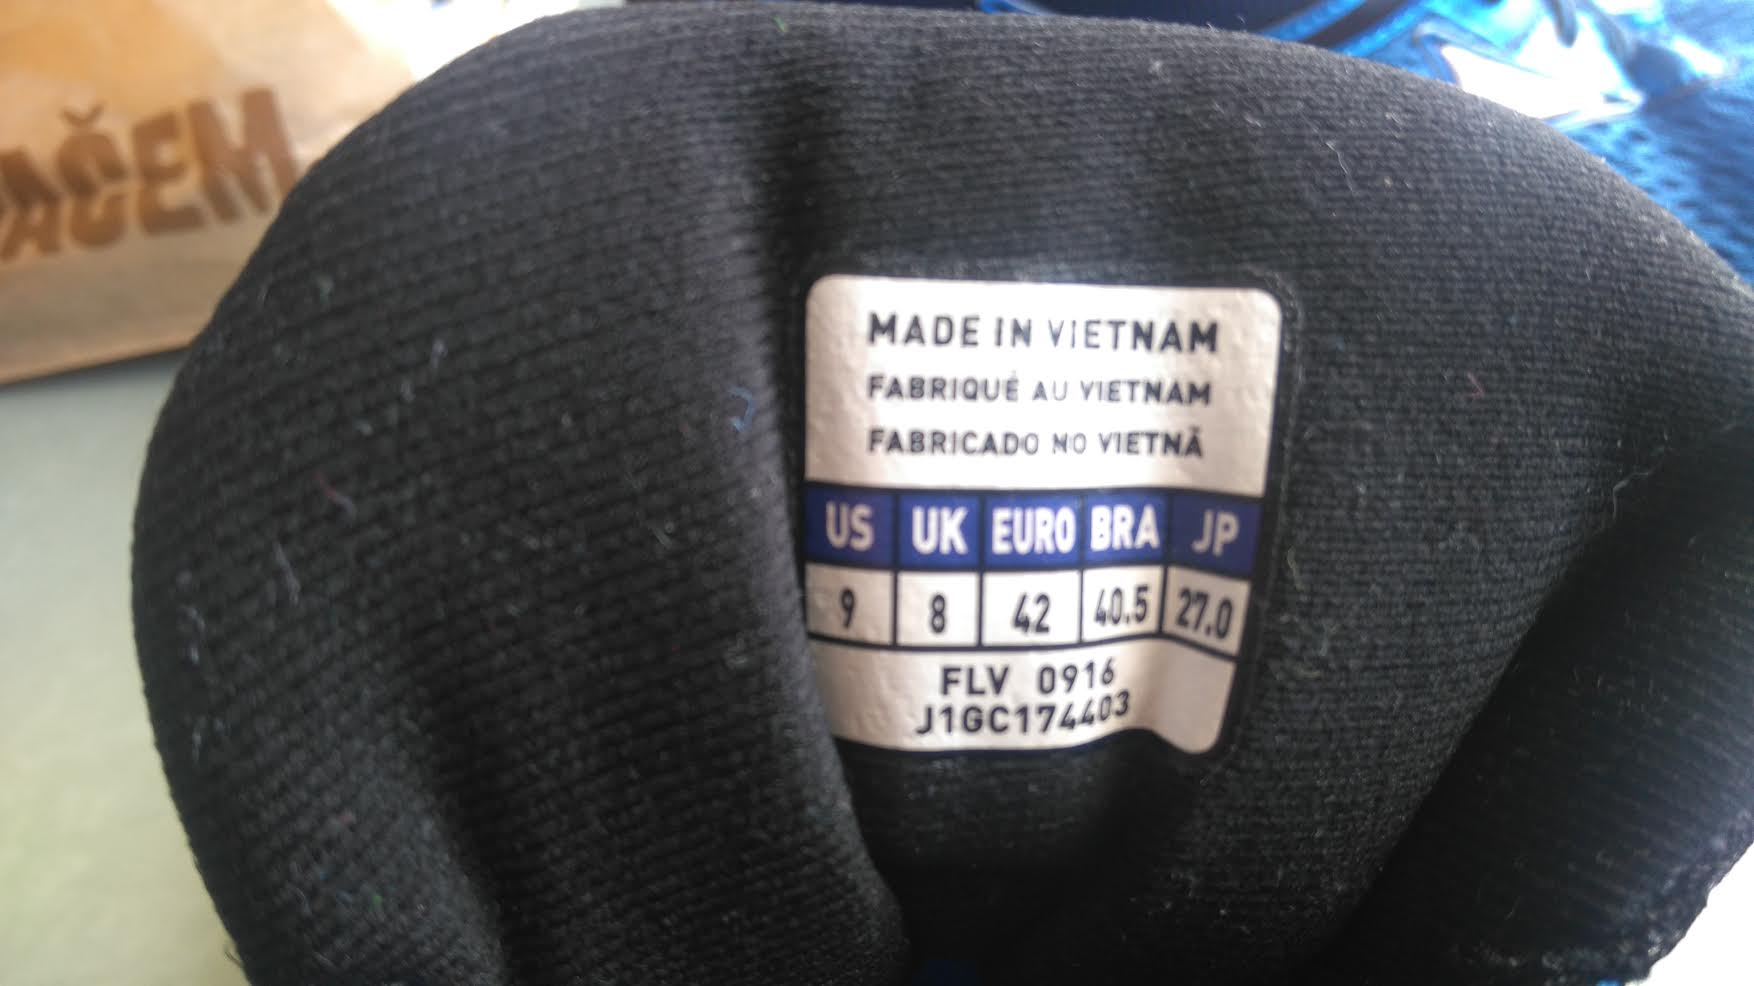 AČEM
MADE IN VIETNAM
FABRIQUÉ AU VIETNAM
FABRICADO NO VIETNÃ
US UK EURO BRA JP
9 8 42 40.5 27.0
FLV 0916
J1GC174403